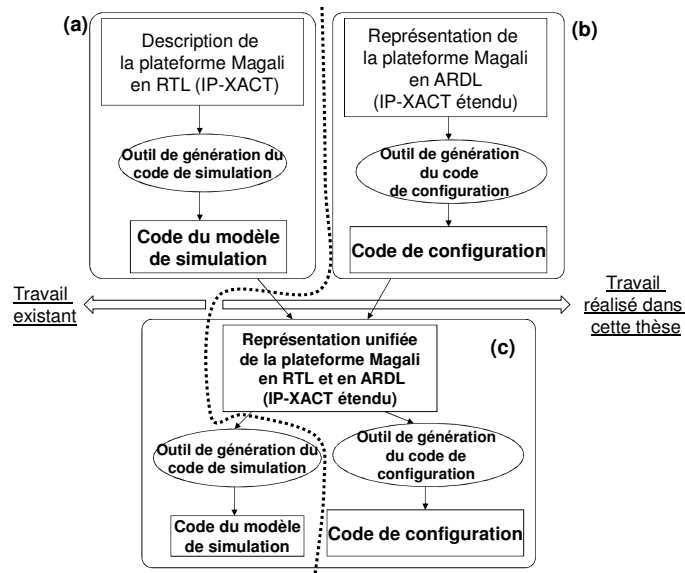 (a)
Description de
la plateforme Magali
en RTL (IP-XACT)
Outil de génération du
code de simulation
Code du modèle
de simulation
(b)
Représentation de
la plateforme Magali
en ARDL
(IP-XACT étendu)
Outil de génération
du code
de configuration
Code de configuration
Travail
existant
Travail
réalisé dans
cette thèse
(c)
Représentation unifiée
de la plateforme Magali
en RTL et en ARDL
(IP-XACT étendu)
Outil de génération du
code de simulation
Code du modèle
de simulation
Outil de génération
du code de
configuration
Code de configuration